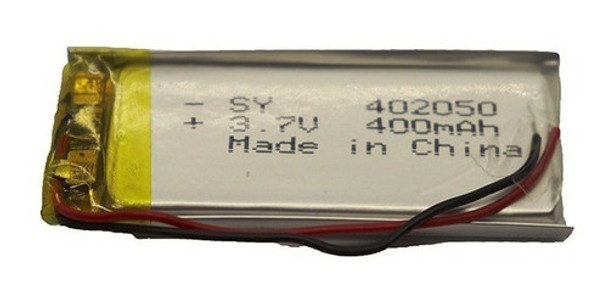 - SY 402050
+ 3.7V 400mAh
Made in China